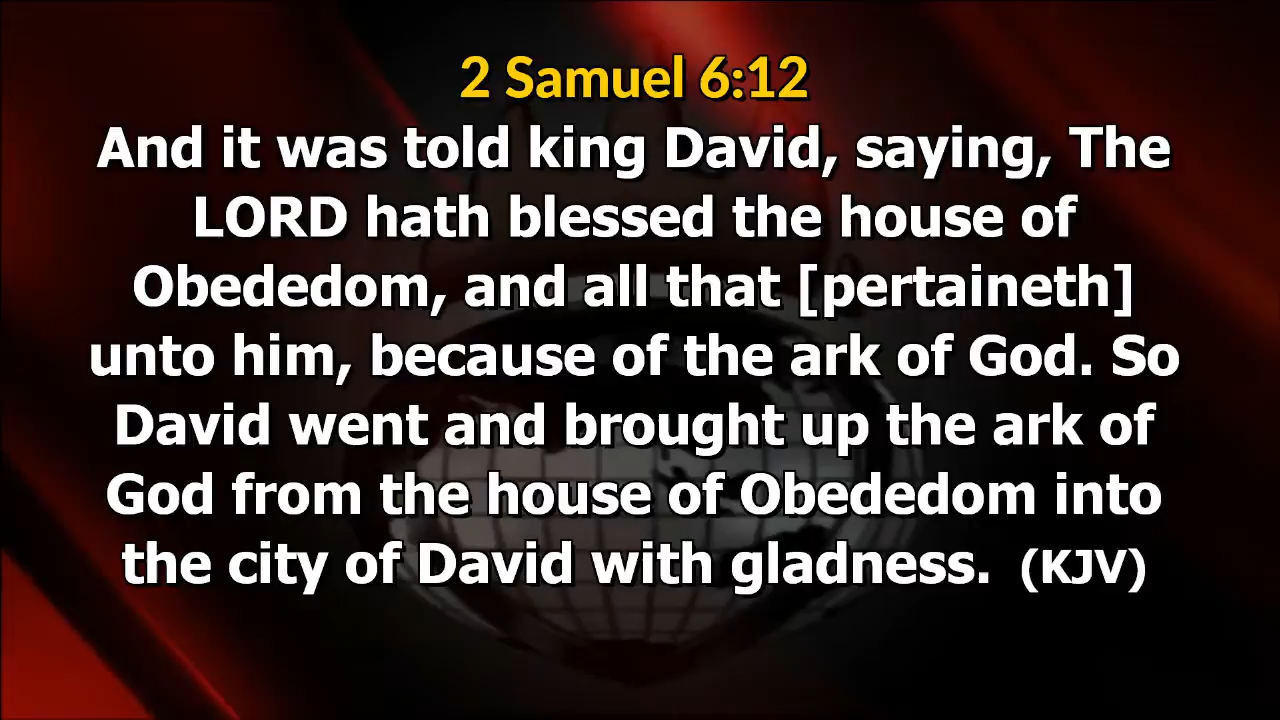 2 Samuel 6:12
And it was told king David, saying, The
LORD hath blessed the house of
Obededom, and all that [pertaineth]
unto him, because of the ark of God. So
David went and brought up the ark of
God from the house of Obededom into
the city of David with gladness. (KJV)